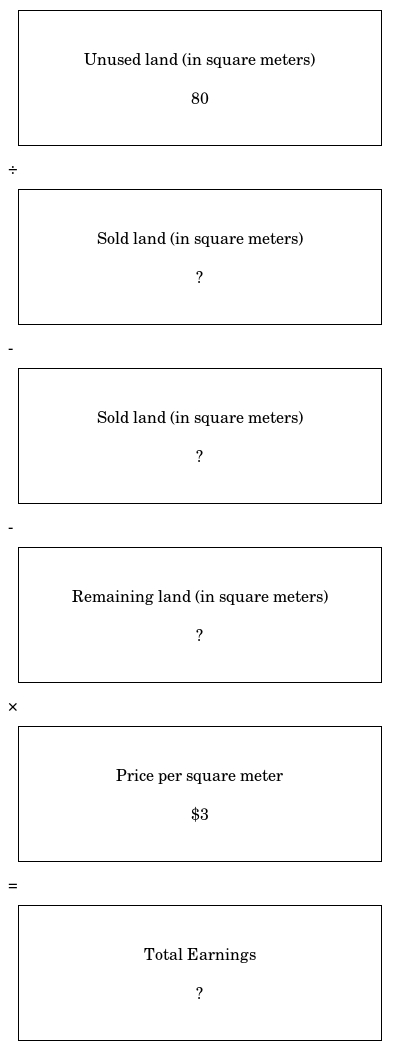 Unused land (in square meters)
80
÷
Sold land (in square meters)
?
-
Sold land (in square meters)
?
-
Remaining land (in square meters)
?
×
Price per square meter
$3
=
Total Earnings
?